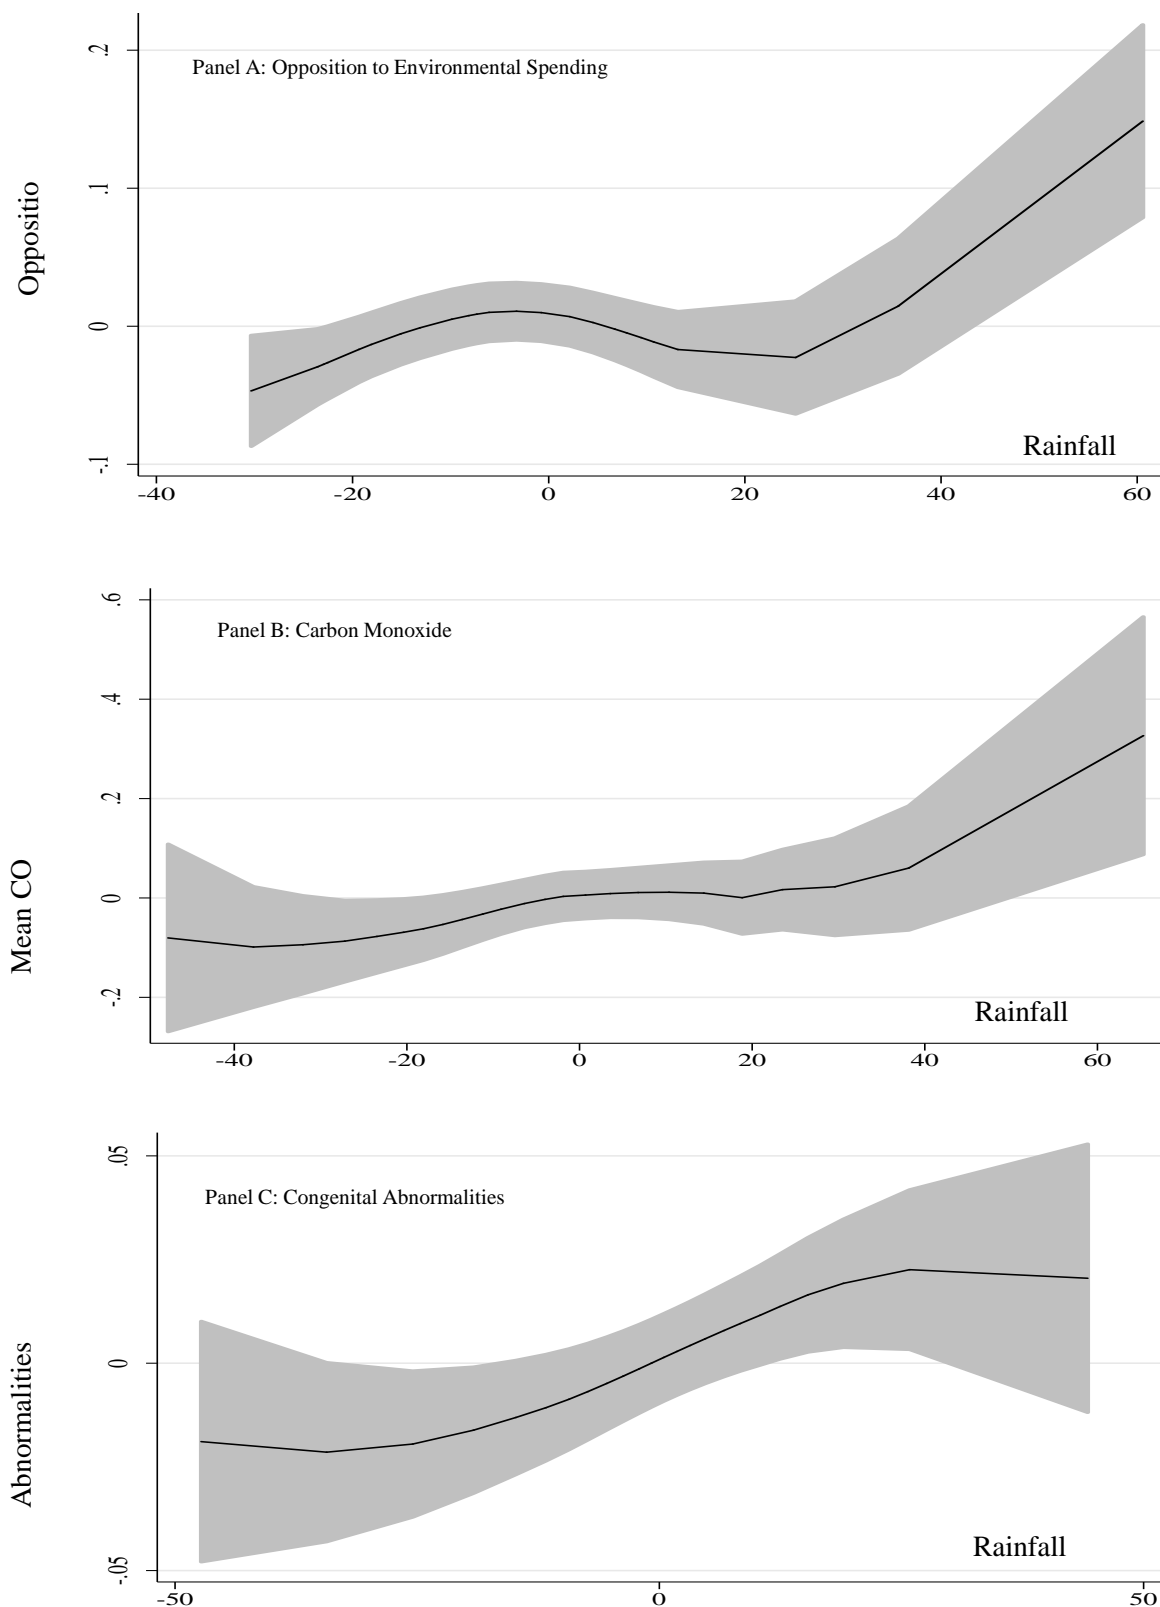 Panel A: Opposition to Environmental Spending
Oppositio
.2
.1
0
-.1
Rainfall
-40 -20 0 20 40 60
Panel B: Carbon Monoxide
Mean CO
.6
.4
.2
0
-.2
Rainfall
-40 -20 0 20 40 60
Panel C: Congenital Abnormalities
Abnormalities
.05
0
-.05
Rainfall
-50 0 50